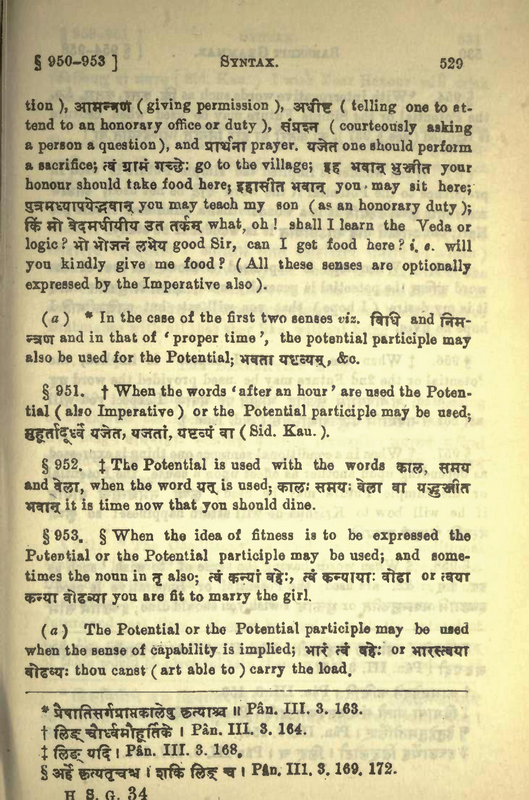 § 950-953 ] SYNTAX. 529
tion ), आमन्त्रणं ( giving permission ), अधीष्ट ( telling one to at-
tend to an honorary office or duty ), संप्रश्न ( courteously asking
a person a question ), and प्रार्थना prayer. यजेत one should perform
a sacrifice; त्वं ग्रामं गच्छेः go to the village; इह भवान् भुञ्जीत your
honour should take food here; इहासीत भवान् you may sit here;
पुत्रमध्यापयेद्भवान् you may teach my son ( as an honorary duty );
किं भो वेदमधीयीय उत तर्कम् what, oh ! shall I learn the Veda or
logic ? भो भोजनं लभेय good Sir, can I get food here ? i. e. will
you kindly give me food ? ( All these senses are optionally
expressed by the Imperative also ).
( a ) * In the case of the first two senses viz. विधि and निम-
न्त्रण and in that of ‘ proper time ’, the potential participle may
also be used for the Potential; भवता यष्टव्यम्, &c.
§ 951. † When the words ‘ after an hour ’ are used the Poten-
tial ( also Imperative ) or the Potential participle may be used;
मुहूर्तादूर्ध्वं यजेत, यजतां, यष्टव्यं वा ( Sid. Kau. ).
§ 952. ‡ The Potential is used with the words काल, समय
and वेला, when the word यत् is used; कालः समयः वेला वा यद्भुञ्जीत
भवान् it is time now that you should dine.
§ 953. § When the idea of fitness is to be expressed the
Potential or the Potential participle may be used; and some-
times the noun in तृ also; त्वं कन्यां वहेः, त्वं कन्यायाः वोढा or त्वया
कन्या वोढव्या you are fit to marry the girl.
( a ) The Potential or the Potential participle may be used
when the sense of capability is implied; भारं त्वं वहेः or भारस्त्वया
वोढव्यः thou canst ( art able to ) carry the load.
* प्रैषातिसर्गप्राप्तकालेषु कृत्याश्च ॥ Pân. III. 3. 163.
† लिङ् चोर्ध्वमौहूर्तिके । Pân. III. 3. 164.
‡ लिङ् यदि । Pân. III. 3. 168.
§ अर्हे कृत्यतृचश्च । शकि लिङ् च । Pân. III. 3. 169, 172.
H S. G. 34